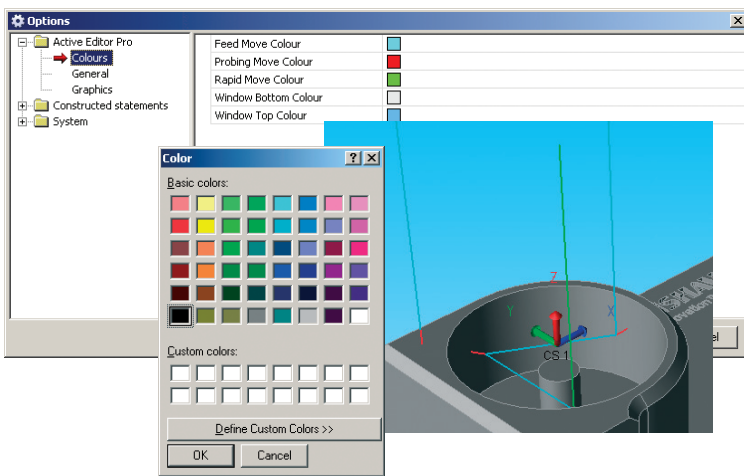 Options
Active Editor Pro
Colours
General
Graphics
Constructed statements
System
Feed Move Colour
Probing Move Colour
Rapid Move Colour
Window Bottom Colour
Window Top Colour
Color
Basic colors:
Custom colors:
Define Custom Colors >>
OK
Cancel
Z
Y
X
CS 1